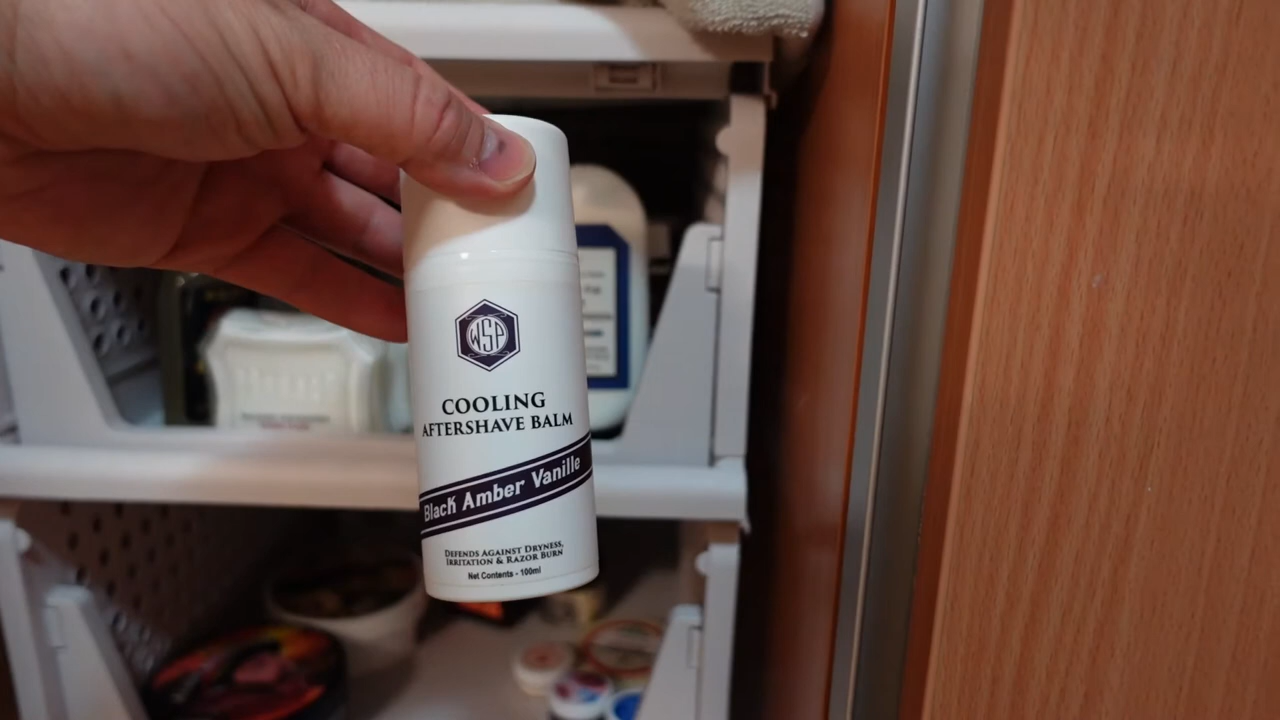 WSP
COOLING
AFTERSHAVE BALM
Black Amber Vanille
DEFENDS AGAINST DRYNESS,
IRRITATION & RAZOR BURN
Net Contents - 100ml